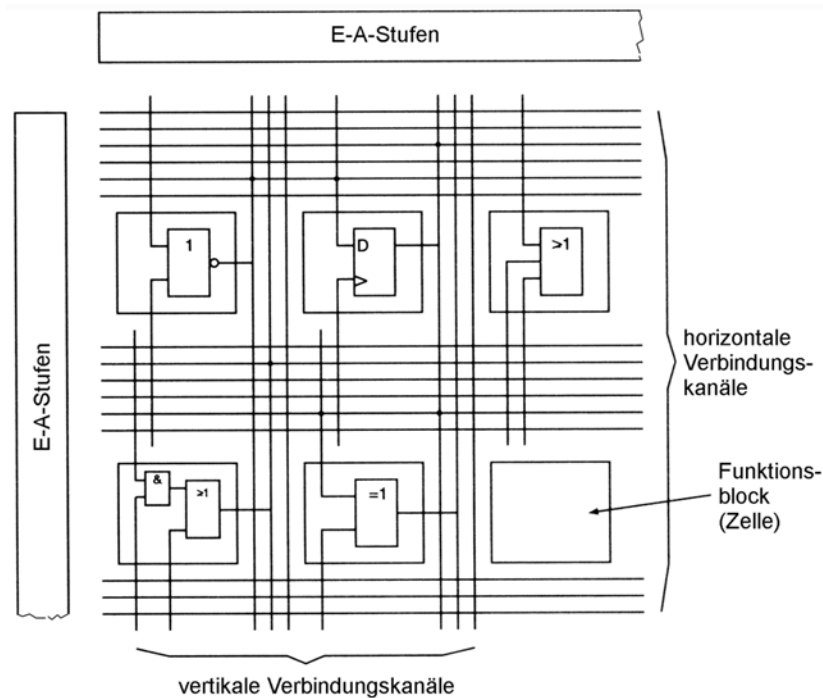 E-A-Stufen
E-A-Stufen
1
D
>1
horizontale
Verbindungs-
kanäle
&
>1
=1
Funktions-
block
(Zelle)
vertikale Verbindungskanäle